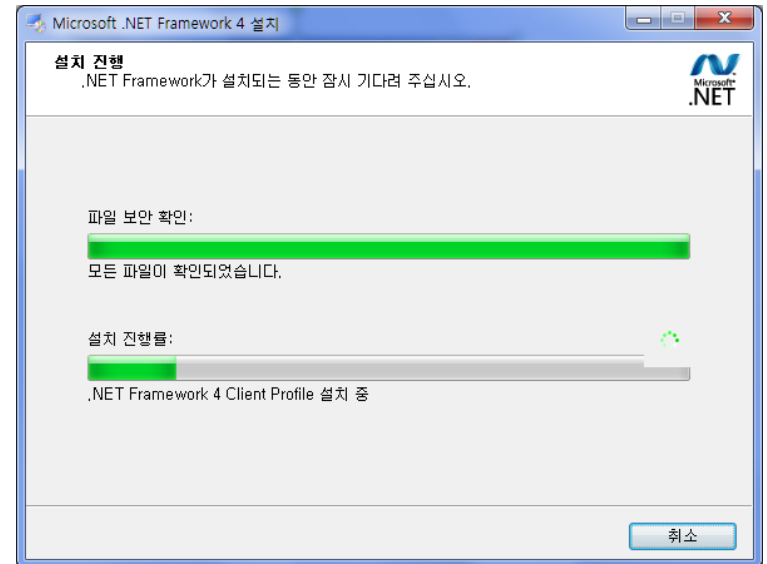 Microsoft .NET Framework 4 설치
설치 진행
.NET Framework가 설치되는 동안 잠시 기다려 주십시오.
Microsoft®
.NET
파일 보안 확인:
모든 파일이 확인되었습니다.
설치 진행률:
.NET Framework 4 Client Profile 설치 중
취소